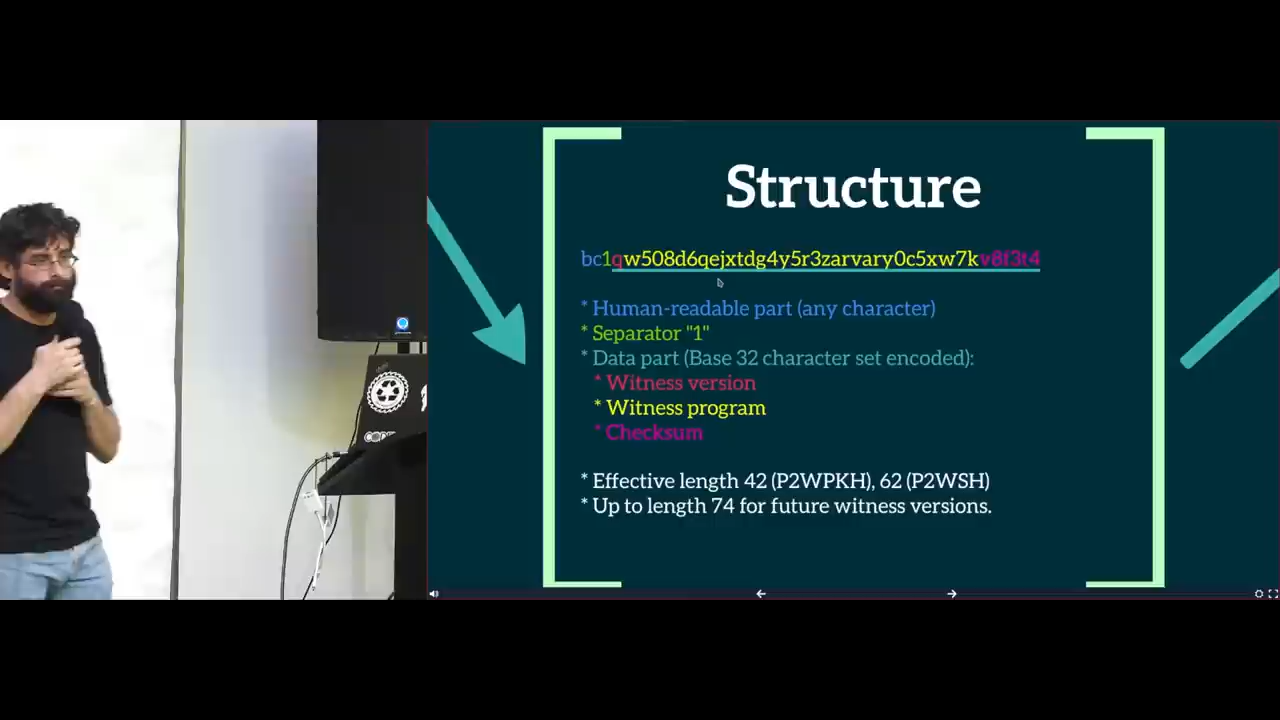 Structure
bc1qw508d6qejxtdg4y5r3zarvary0c5xw7kv8f3t4
* Human-readable part (any character)
* Separator "1"
* Data part (Base 32 character set encoded):
* Witness version
* Witness program
* Checksum
* Effective length 42 (P2WPKH), 62 (P2WSH)
* Up to length 74 for future witness versions.